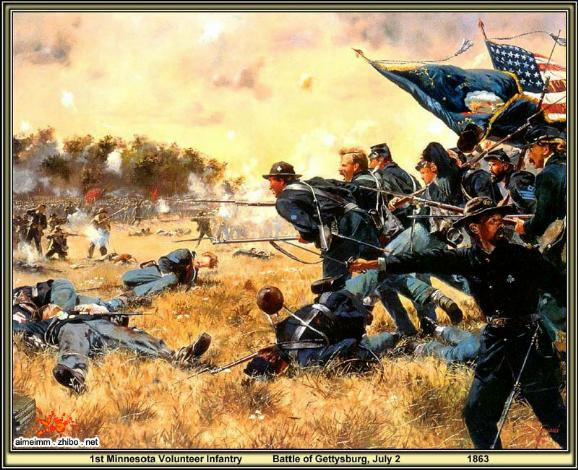 aimeimm . zhibo . net
1st Minnesota Volunteer Infantry Battle of Gettysburg, July 2 1863